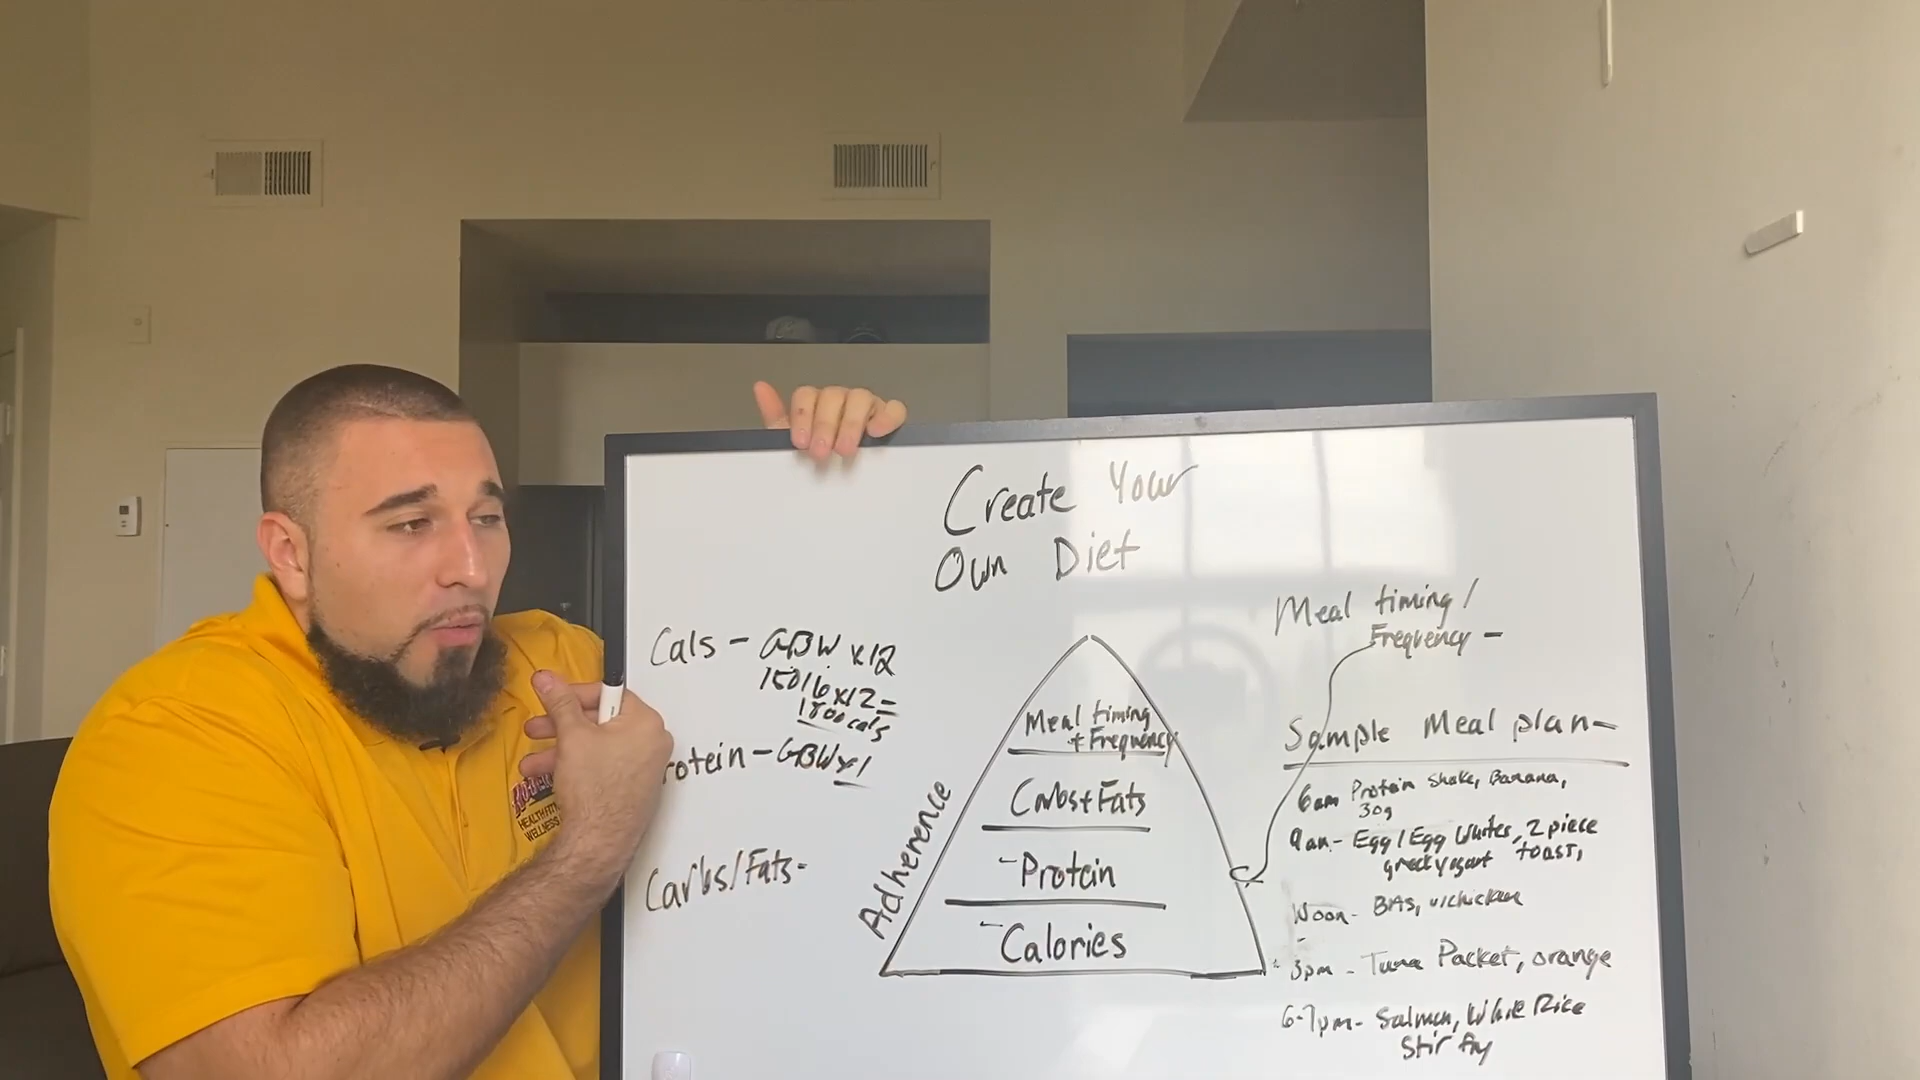 Create Your
Own Diet
Cals - GBW x12
150lb x12 =
1800 cals
rotein - GBW x1
Carbs/Fats-
Adherence
Meal timing
+ Frequency
Carbs+Fats
-Protein
-Calories
Meal timing/
Frequency -
Sample Meal plan-
6am Protein Shake, Banana,
30g
9am- Egg/Egg Whites, 2 piece
greek yogurt toast,
Noon- BAS, w/chicken
3pm - Tuna Packet, orange
6-7pm- Salmon, White Rice
Stir fry
HEALTH FIT
WELLNESS